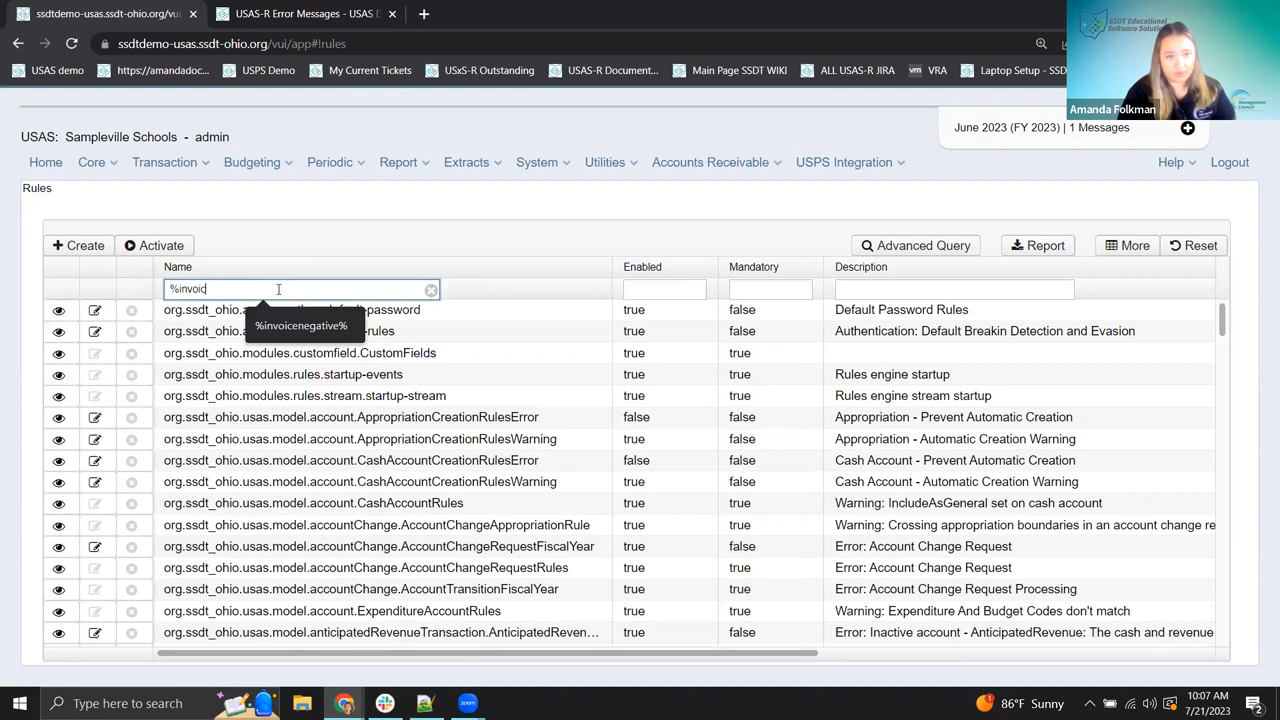 ssdtdemo-usas.ssdt-ohio.org/vui/
USAS-R Error Messages - USAS D
ssdtdemo-usas.ssdt-ohio.org/vui/app#!rules
USAS demo
https://amandadoc...
USPS Demo
My Current Tickets
USxS-R Outstanding
USAS-R Document...
Main Page SSDT WIKI
ALL USAS-R JIRA
VRA
Laptop Setup - SSD
SSDT Educational
Software Solutions
Management
Council
Amanda Folkman
USAS: Sampleville Schools - admin
June 2023 (FY 2023) | 1 Messages
Home Core Transaction Budgeting Periodic Report Extracts System Utilities Accounts Receivable USPS Integration Help Logout
Rules
Create Activate Advanced Query Report More Reset
Name Enabled Mandatory Description
%invoic
%invoicenegative%
org.ssdt_ohio.a -password true false Default Password Rules
org.ssdt_ohio.a -rules true false Authentication: Default Breakin Detection and Evasion
org.ssdt_ohio.modules.customfield.CustomFields true true
org.ssdt_ohio.modules.rules.startup-events true true Rules engine startup
org.ssdt_ohio.modules.rules.stream.startup-stream true true Rules engine stream startup
org.ssdt_ohio.usas.model.account.AppropriationCreationRulesError false false Appropriation - Prevent Automatic Creation
org.ssdt_ohio.usas.model.account.AppropriationCreationRulesWarning true false Appropriation - Automatic Creation Warning
org.ssdt_ohio.usas.model.account.CashAccountCreationRulesError false false Cash Account - Prevent Automatic Creation
org.ssdt_ohio.usas.model.account.CashAccountCreationRulesWarning true false Cash Account - Automatic Creation Warning
org.ssdt_ohio.usas.model.account.CashAccountRules true true Warning: IncludeAsGeneral set on cash account
org.ssdt_ohio.usas.model.accountChange.AccountChangeAppropriationRule true true Warning: Crossing appropriation boundaries in an account change re
org.ssdt_ohio.usas.model.accountChange.AccountChangeRequestFiscalYear true false Error: Account Change Request
org.ssdt_ohio.usas.model.accountChange.AccountChangeRequestRules true true Error: Account Change Request
org.ssdt_ohio.usas.model.accountChange.AccountTransitionFiscalYear true true Error: Account Change Request Processing
org.ssdt_ohio.usas.model.account.ExpenditureAccountRules true true Warning: Expenditure And Budget Codes don't match
org.ssdt_ohio.usas.model.anticipatedRevenueTransaction.AnticipatedReven... true false Error: Inactive account - AnticipatedRevenue: The cash and revenue
Type here to search
86°F Sunny
10:07 AM
7/21/2023
2